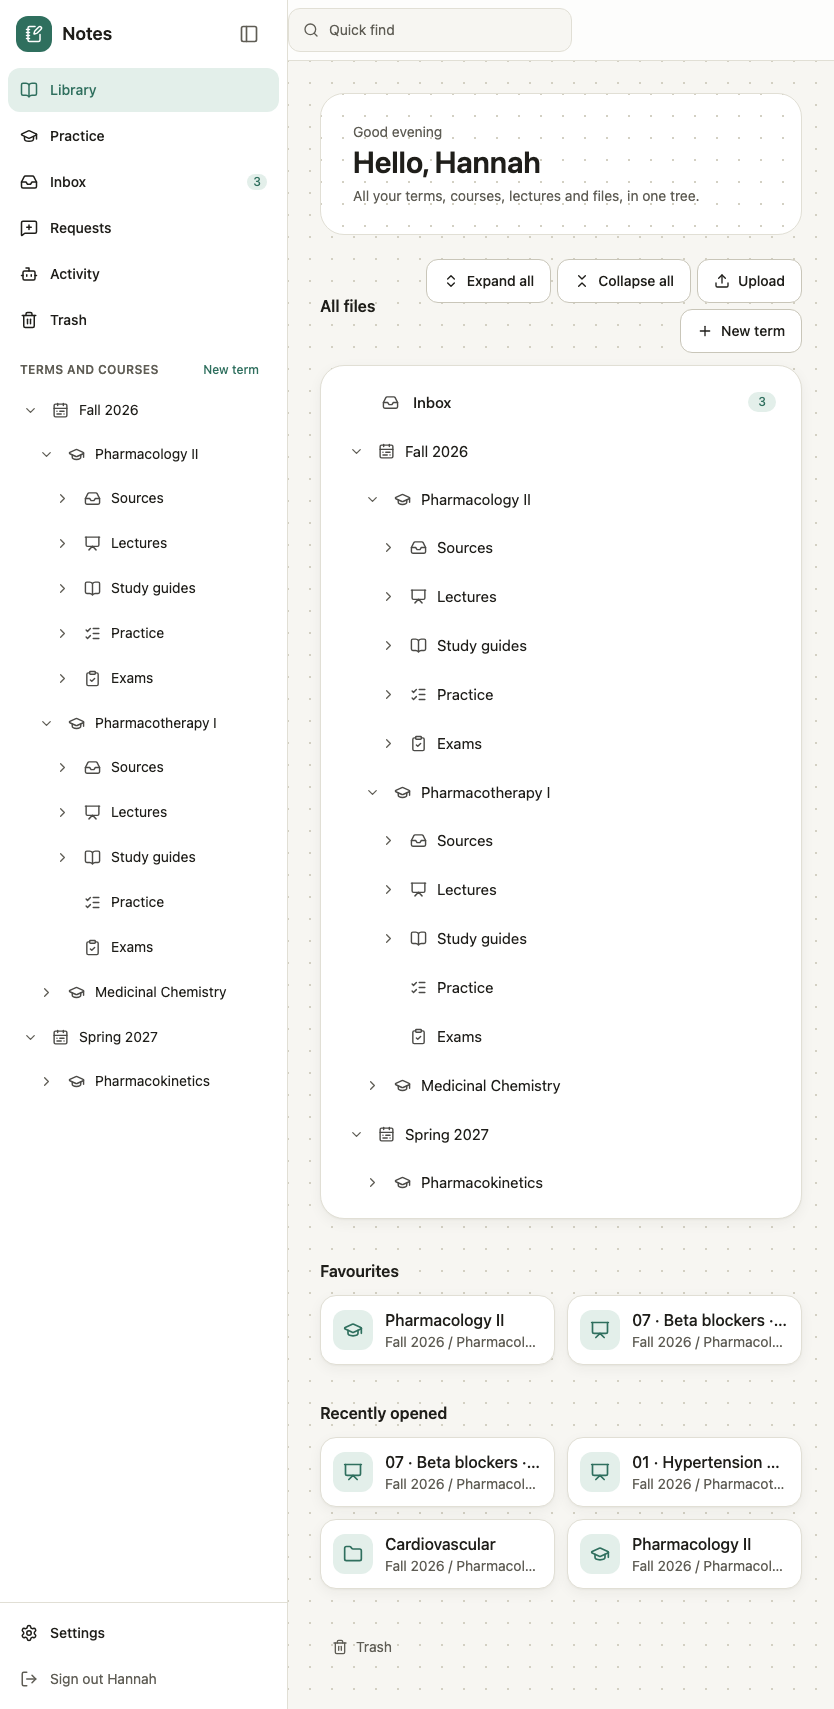 Notes
Library
Practice
Inbox 3
Requests
Activity
Trash
TERMS AND COURSES New term
Fall 2026
Pharmacology II
Sources
Lectures
Study guides
Practice
Exams
Pharmacotherapy I
Sources
Lectures
Study guides
Practice
Exams
Medicinal Chemistry
Spring 2027
Pharmacokinetics
Settings
Sign out Hannah
Quick find
Good evening
Hello, Hannah
All your terms, courses, lectures and files, in one tree.
All files
Expand all Collapse all Upload
New term
Inbox 3
Fall 2026
Pharmacology II
Sources
Lectures
Study guides
Practice
Exams
Pharmacotherapy I
Sources
Lectures
Study guides
Practice
Exams
Medicinal Chemistry
Spring 2027
Pharmacokinetics
Favourites
Pharmacology II
Fall 2026 / Pharmacol...
07 · Beta blockers ·...
Fall 2026 / Pharmacol...
Recently opened
07 · Beta blockers ·...
Fall 2026 / Pharmacol...
01 · Hypertension ...
Fall 2026 / Pharmacot...
Cardiovascular
Fall 2026 / Pharmacol...
Pharmacology II
Fall 2026 / Pharmacol...
Trash